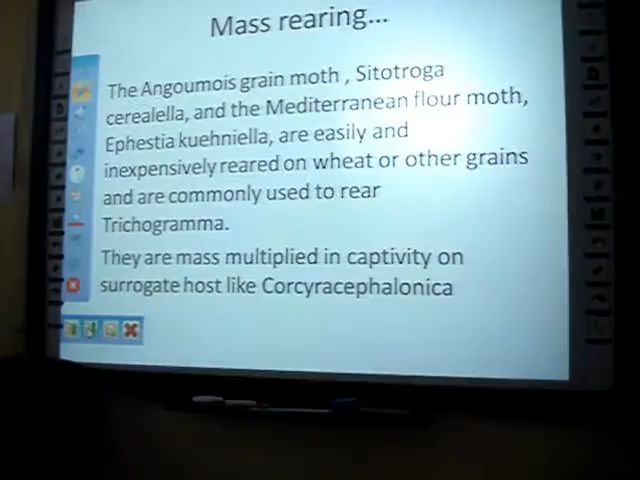 Mass rearing...
The Angoumois grain moth , Sitotroga
cerealella, and the Mediterranean flour moth,
Ephestia kuehniella, are easily and
inexpensively reared on wheat or other grains
and are commonly used to rear
Trichogramma.
They are mass multiplied in captivity on
surrogate host like Corcyracephalonica